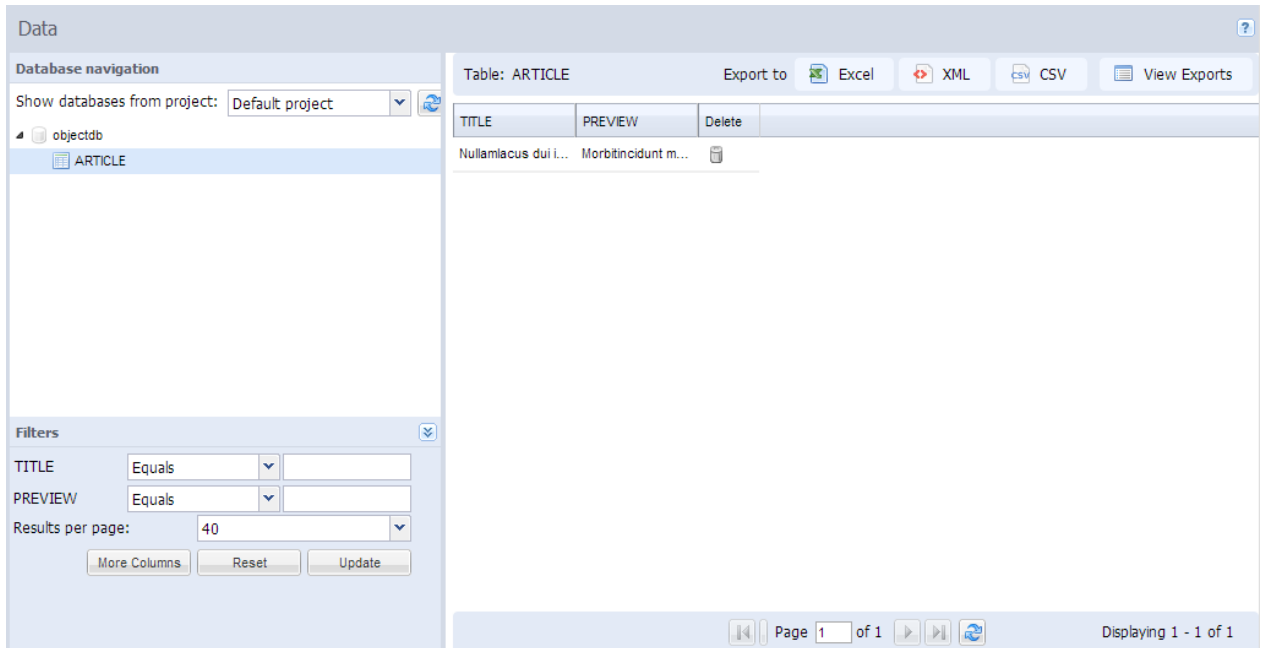 Data
?
Database navigation
Show databases from project: Default project
objectdb
ARTICLE
Filters
TITLE Equals
PREVIEW Equals
Results per page: 40
More Columns Reset Update
Table: ARTICLE Export to Excel XML CSV CSV View Exports
TITLE PREVIEW Delete
Nullamlacus dui i... Morbitincidunt m...
Page 1 of 1 Displaying 1 - 1 of 1